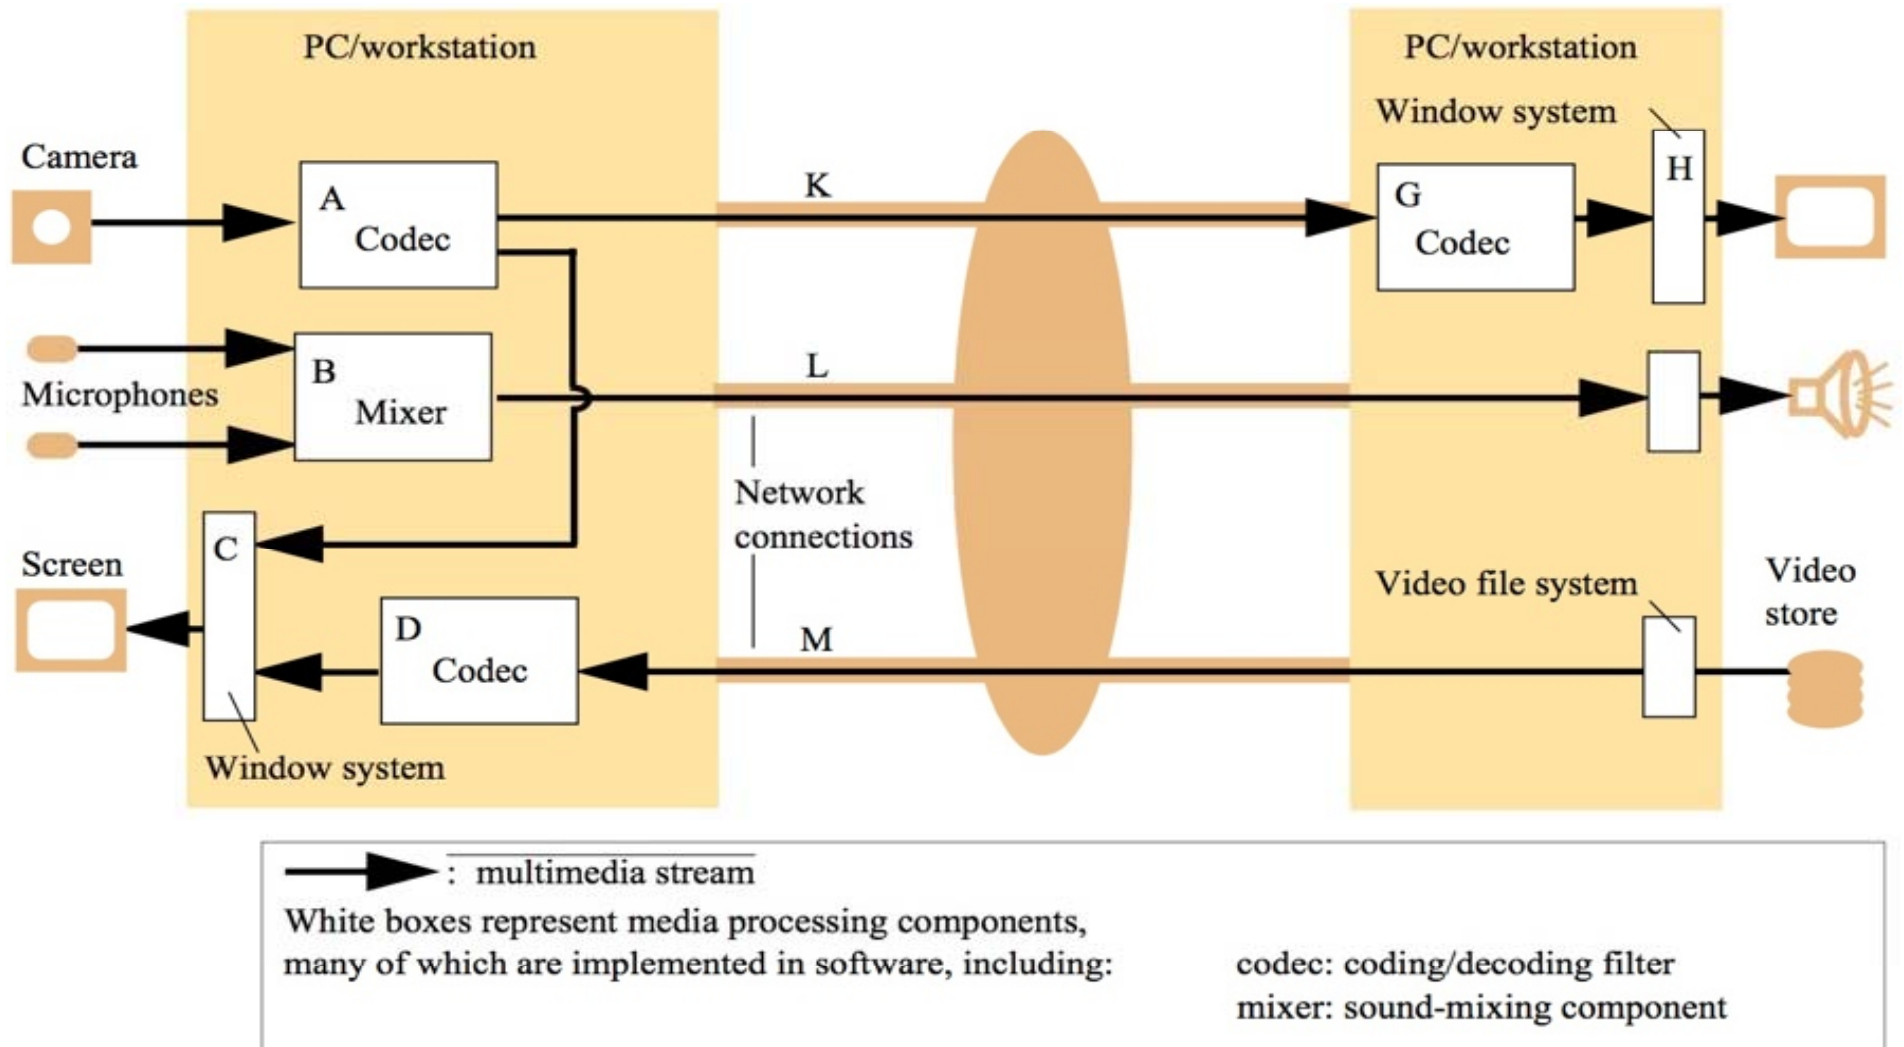 PC/workstation
PC/workstation
Window system
Camera
A
Codec
K
G
Codec
H
Microphones
B
Mixer
L
Network
connections
Screen
C
D
Codec
M
Video file system
Video
store
Window system
: multimedia stream
White boxes represent media processing components,
many of which are implemented in software, including:
codec: coding/decoding filter
mixer: sound-mixing component